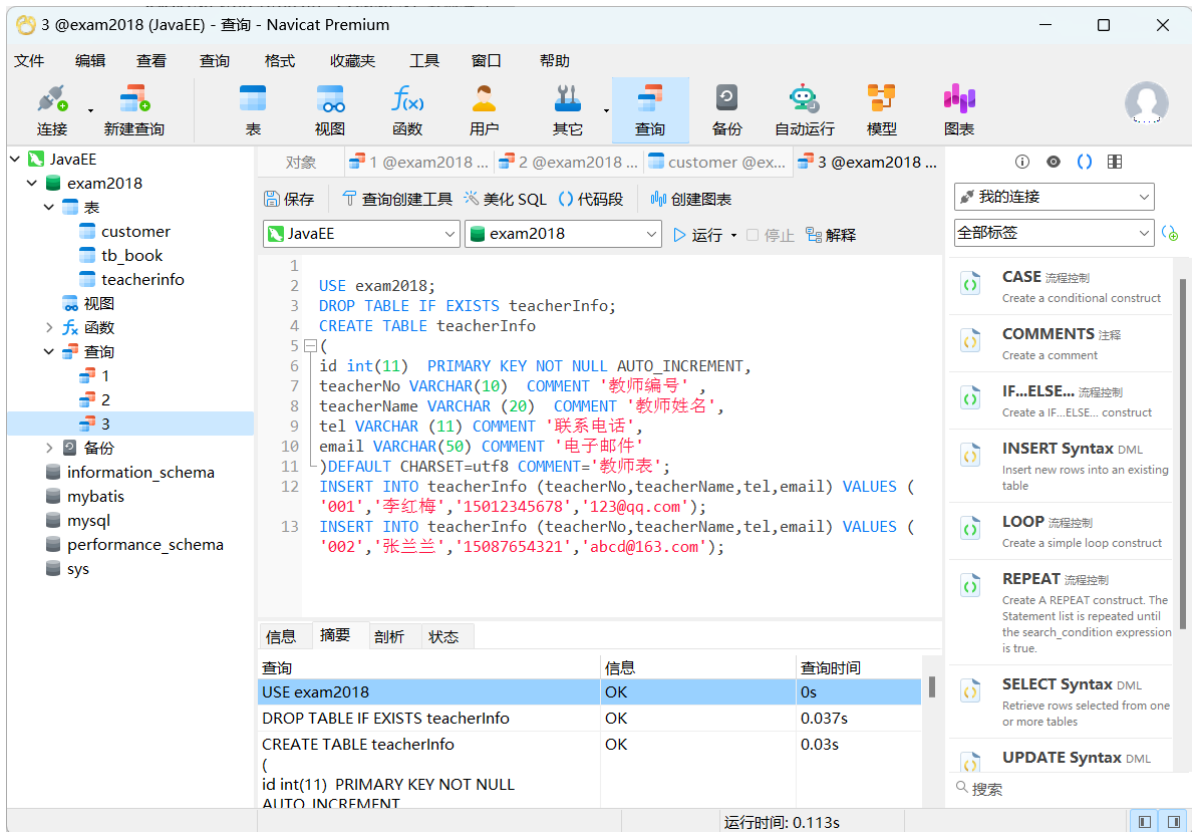 3 @exam2018 (JavaEE) - 查询 - Navicat Premium
文件 编辑 查看 查询 格式 收藏夹 工具 窗口 帮助
连接 新建查询 表 视图 函数 用户 其它 查询 备份 自动运行 模型 图表
JavaEE
exam2018
表
customer
tb_book
teacherinfo
视图
函数
查询
1
2
3
备份
information_schema
mybatis
mysql
performance_schema
sys
对象 1 @exam2018 ... 2 @exam2018 ... customer @ex... 3 @exam2018 ...
保存 查询创建工具 美化 SQL () 代码段 创建图表
JavaEE exam2018 运行 停止 解释
1
2 USE exam2018;
3 DROP TABLE IF EXISTS teacherInfo;
4 CREATE TABLE teacherInfo
5 (
6 id int(11)  PRIMARY KEY NOT NULL AUTO_INCREMENT,
7 teacherNo VARCHAR(10)  COMMENT '教师编号' ,
8 teacherName VARCHAR (20)  COMMENT '教师姓名',
9 tel VARCHAR (11) COMMENT '联系电话',
10 email VARCHAR(50) COMMENT '电子邮件'
11 )DEFAULT CHARSET=utf8 COMMENT='教师表';
12 INSERT INTO teacherInfo (teacherNo,teacherName,tel,email) VALUES (
'001','李红梅','15012345678','123@qq.com');
13 INSERT INTO teacherInfo (teacherNo,teacherName,tel,email) VALUES (
'002','张兰兰','15087654321','abcd@163.com');
信息 摘要 剖析 状态
查询 信息 查询时间
USE exam2018 OK 0s
DROP TABLE IF EXISTS teacherInfo OK 0.037s
CREATE TABLE teacherInfo OK 0.03s
(
id int(11)  PRIMARY KEY NOT NULL
AUTO_INCREMENT
运行时间: 0.113s
我的连接
全部标签
CASE 流程控制
Create a conditional construct
COMMENTS 注释
Create a comment
IF...ELSE... 流程控制
Create a IF...ELSE... construct
INSERT Syntax DML
Insert new rows into an existing
table
LOOP 流程控制
Create a simple loop construct
REPEAT 流程控制
Create A REPEAT construct. The
Statement list is repeated until
the search_condition expression
is true.
SELECT Syntax DML
Retrieve rows selected from one
or more tables
UPDATE Syntax DML
搜索